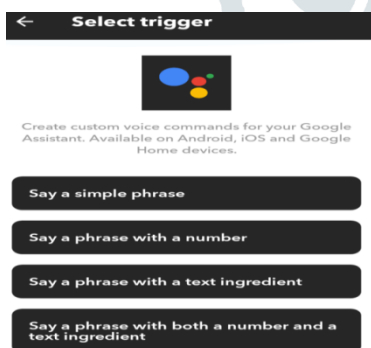 Select trigger
Create custom voice commands for your Google
Assistant. Available on Android, iOS and Google
Home devices.
Say a simple phrase
Say a phrase with a number
Say a phrase with a text ingredient
Say a phrase with both a number and a
text ingredient